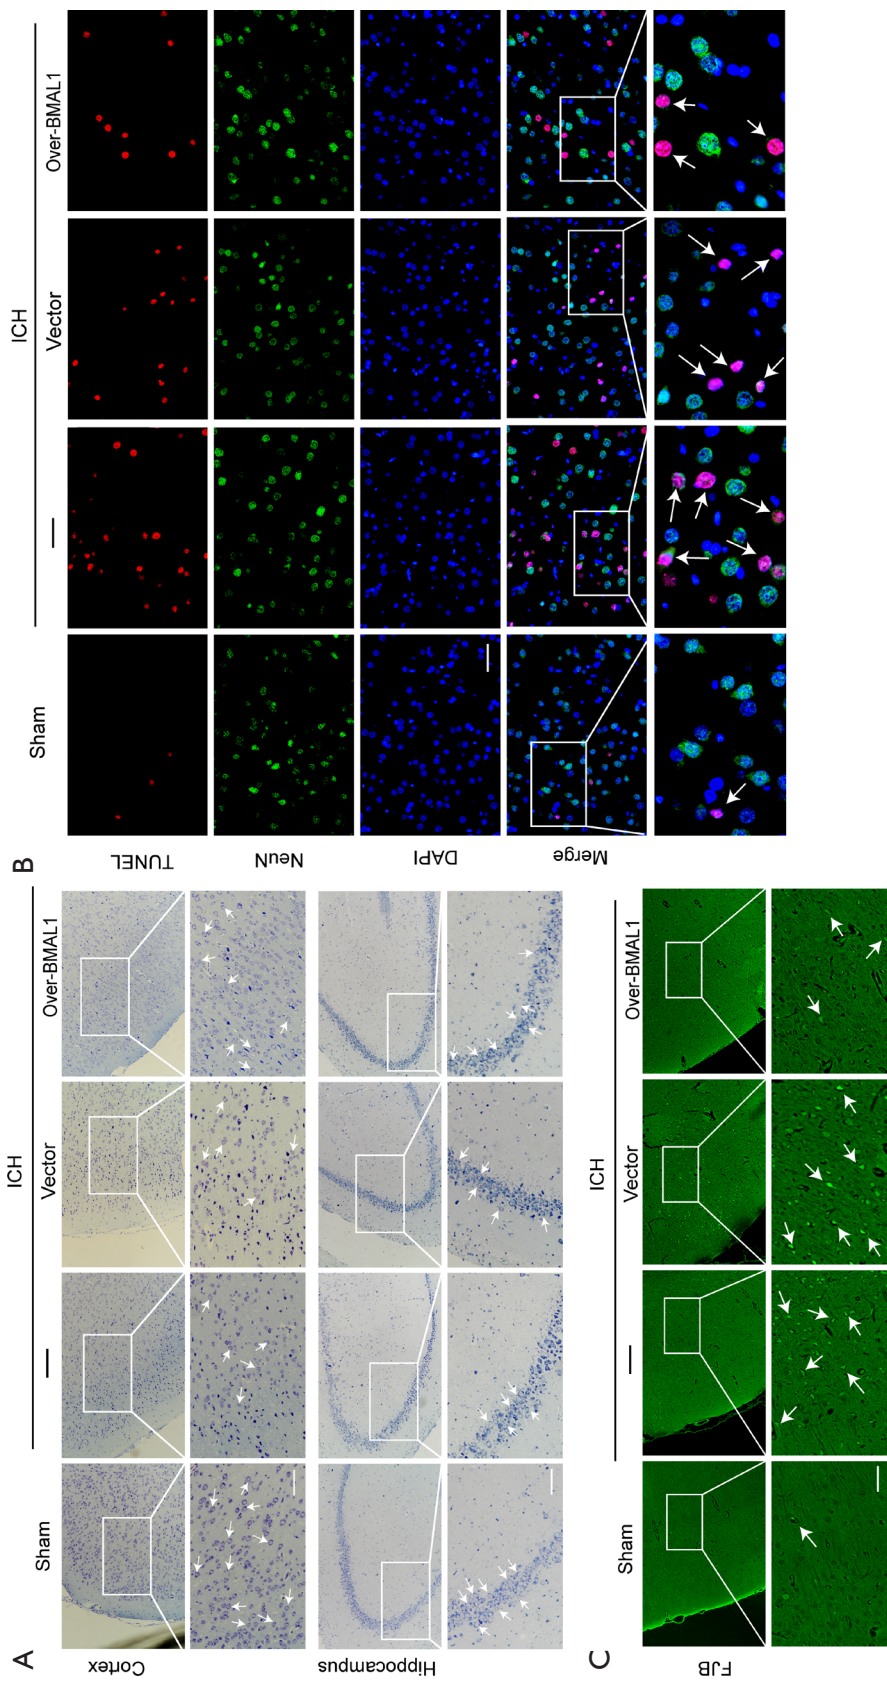 A
ICH
Sham
—
Vector
Over-BMAL1
Cortex
Hippocampus
B
ICH
Sham
—
Vector
Over-BMAL1
TUNEL
NeuN
DAPI
Merge
C
ICH
Sham
—
Vector
Over-BMAL1
FJB